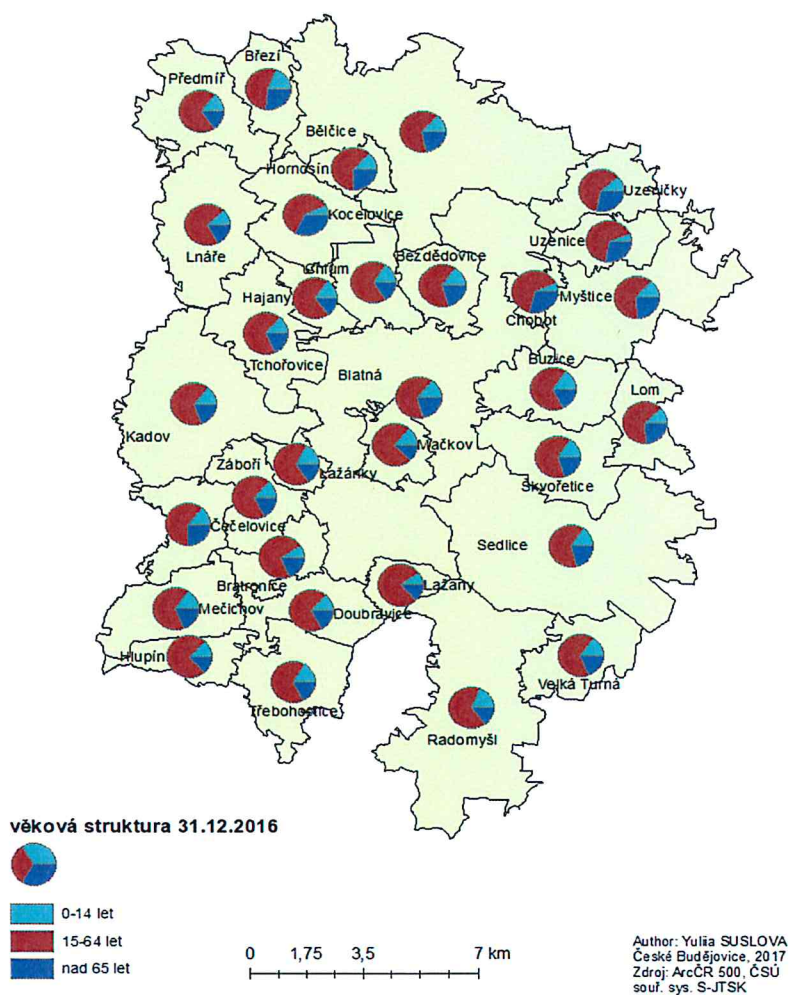 Březí
Předmíř
Bělčice
Hornosín
Uzeničky
Kocelovice
Uzenice
Lnáře
Bezdědovice
Chrum
Hajany
Myštice
Chobot
Tchořovice
Buzice
Blatná
Lom
Kadov
Mačkov
Záboří
Lažánky
Škvořetice
Čečelovice
Sedlice
Bratronice
Lažany
Mečichov
Doubravice
Hlupín
Velká Turná
Třebohostice
Radomyšl
věková struktura 31.12.2016
0-14 let
15-64 let
nad 65 let
0 1,75 3,5 7 km
Author: Yuliia SUSLOVA
České Budějovice, 2017
Zdroj: ArcČR 500, ČSÚ
souř. sys. S-JTSK